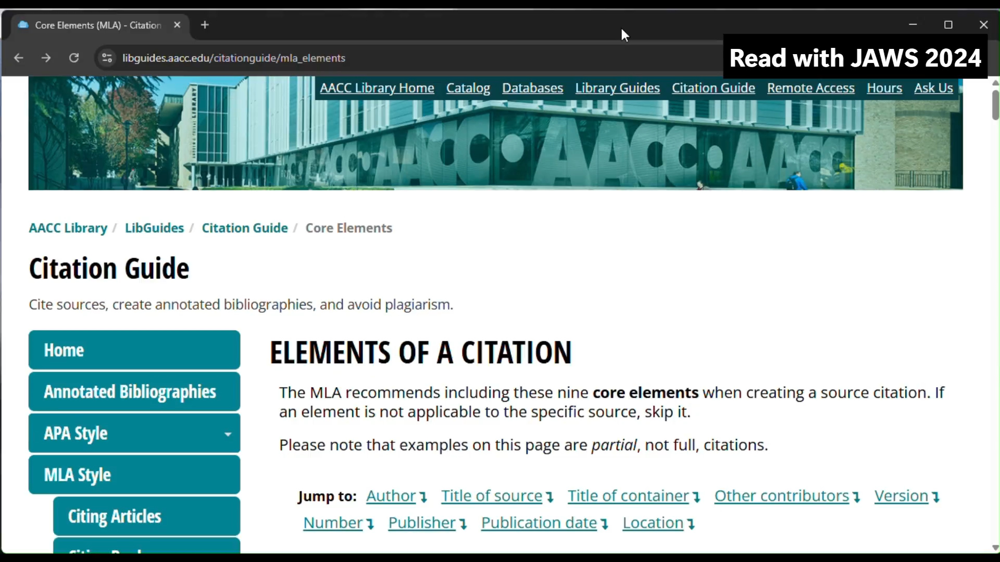 Core Elements (MLA) - Citation
libguides.aacc.edu/citationguide/mla_elements
Read with JAWS 2024
AACC Library Home Catalog Databases Library Guides Citation Guide Remote Access Hours Ask Us
LIBRARY
AACC • AACC • AACC • AACC
AACC Library / LibGuides / Citation Guide / Core Elements
Citation Guide
Cite sources, create annotated bibliographies, and avoid plagiarism.
Home
Annotated Bibliographies
APA Style
MLA Style
Citing Articles
ELEMENTS OF A CITATION
The MLA recommends including these nine core elements when creating a source citation. If
an element is not applicable to the specific source, skip it.
Please note that examples on this page are partial, not full, citations.
Jump to: Author Title of source Title of container Other contributors Version
Number Publisher Publication date Location